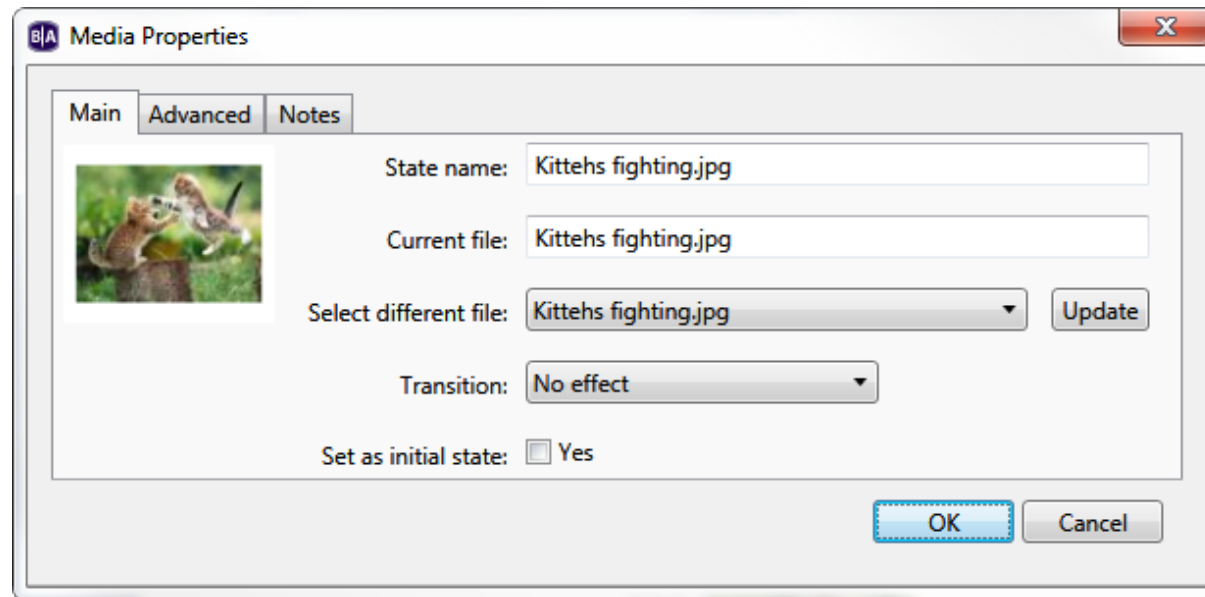 B|A Media Properties
Main Advanced Notes
State name: Kittehs fighting.jpg
Current file: Kittehs fighting.jpg
Select different file: Kittehs fighting.jpg Update
Transition: No effect
Set as initial state: Yes
OK Cancel